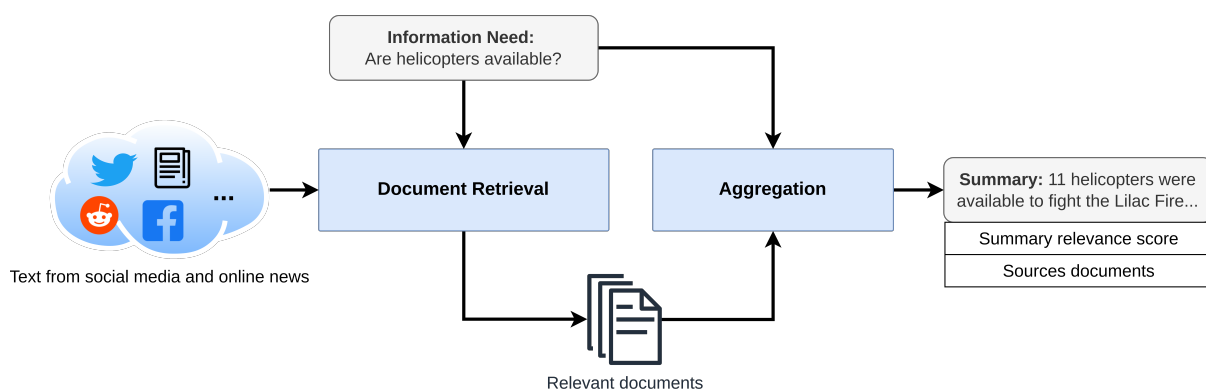 Information Need:
Are helicopters available?
Document Retrieval
Aggregation
...
Summary: 11 helicopters were
available to fight the Lilac Fire...
Summary relevance score
Sources documents
Text from social media and online news
Relevant documents